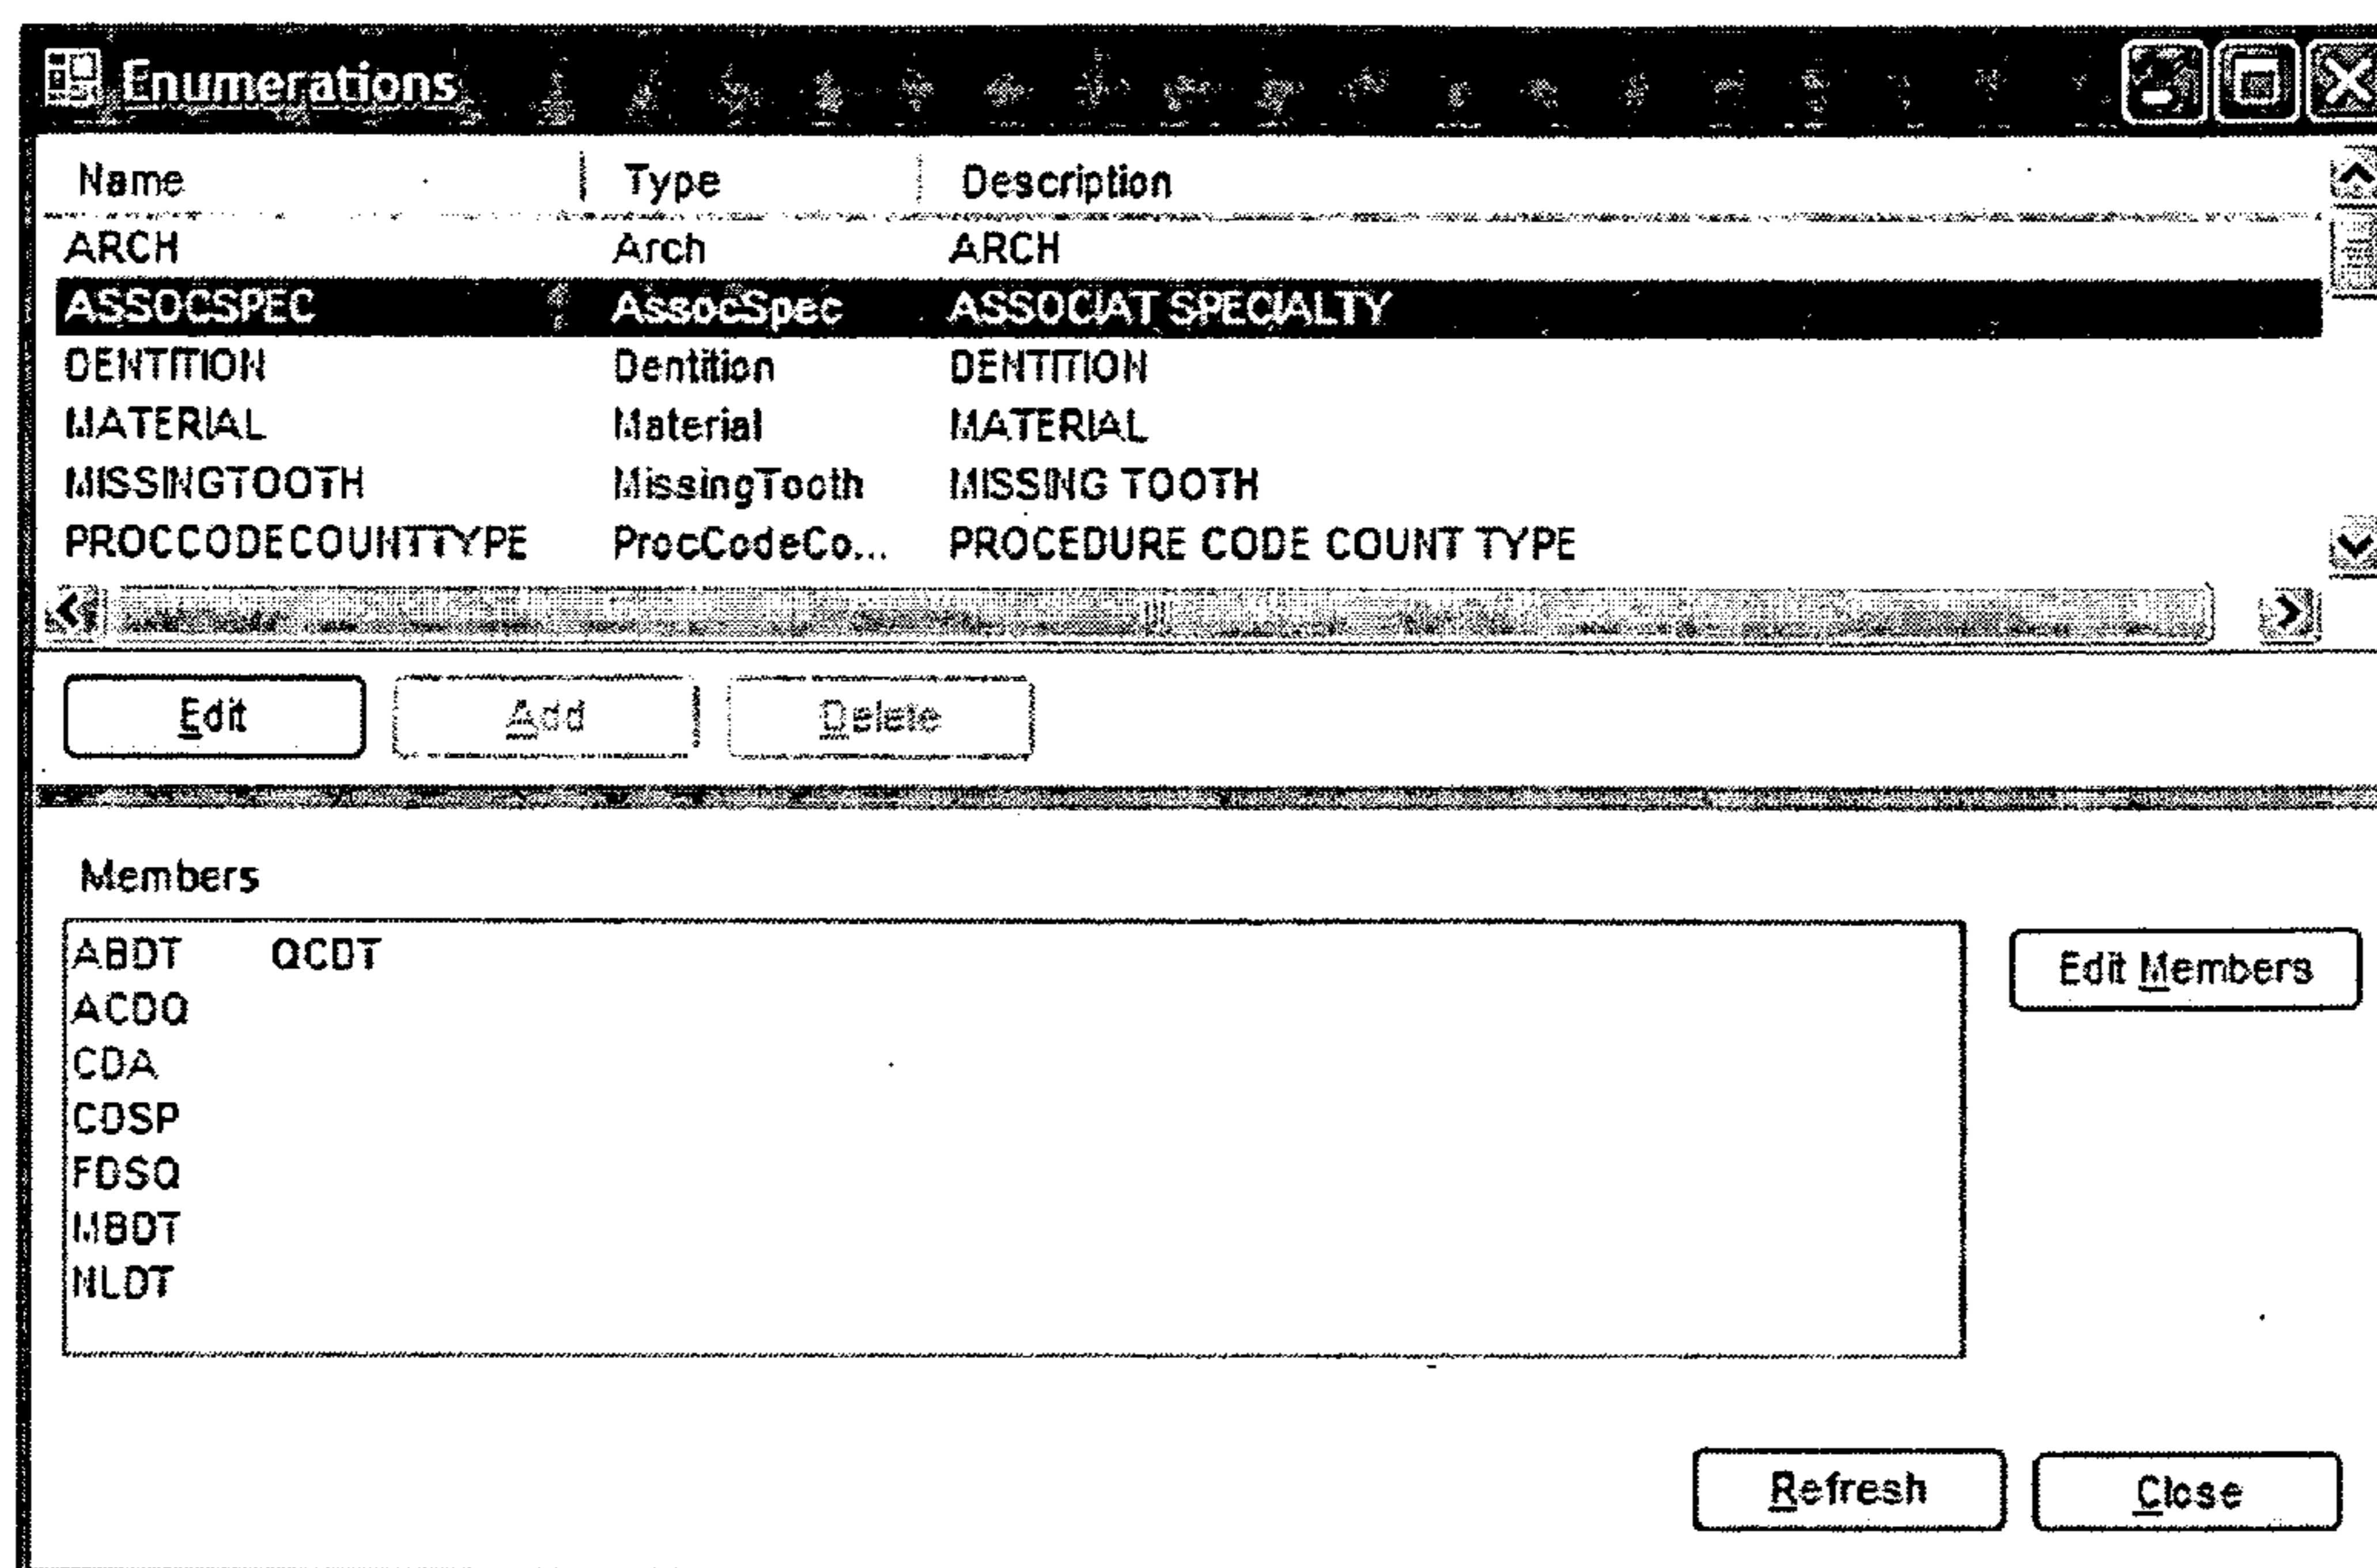 Enumerations
Name Type Description
ARCH Arch ARCH
ASSOCSPEC AssocSpec ASSOCIAT SPECIALTY
DENTITION Dentition DENTITION
MATERIAL Material MATERIAL
MISSINGTOOTH MissingTooth MISSING TOOTH
PROCCODECOUNTTYPE ProcCodeCo... PROCEDURE CODE COUNT TYPE
Edit Add Delete
Members
ABDT QCDT
ACDQ
CDA
CDSP
FDSQ
MBDT
NLDT
Edit Members
Refresh Close